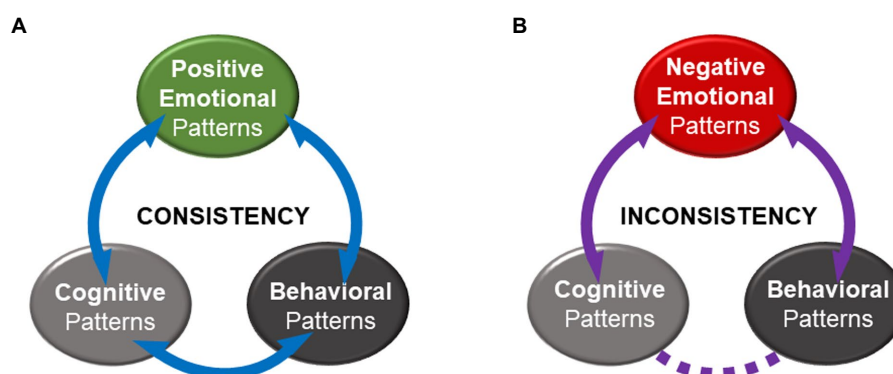 A
Positive
Emotional
Patterns
CONSISTENCY
Cognitive
Patterns
Behavioral
Patterns
B
Negative
Emotional
Patterns
INCONSISTENCY
Cognitive
Patterns
Behavioral
Patterns